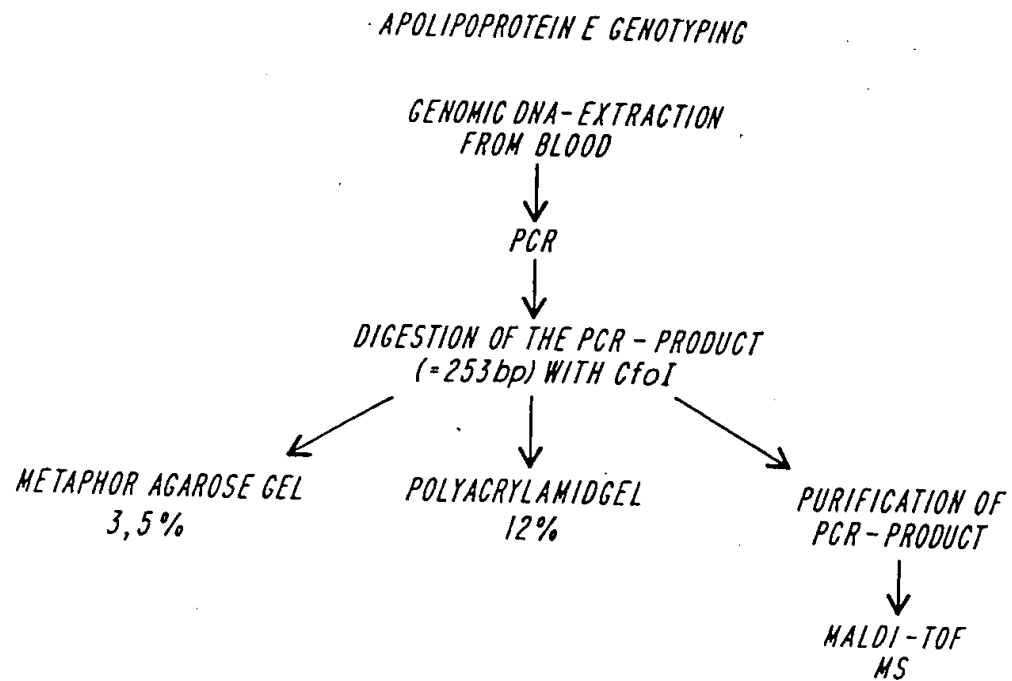 APOLIPOPROTEIN E GENOTYPING
GENOMIC DNA-EXTRACTION
FROM BLOOD
PCR
DIGESTION OF THE PCR-PRODUCT
(=253bp) WITH CfoI
METAPHOR AGAROSE GEL
3,5%
POLYACRYLAMIDGEL
12%
PURIFICATION OF
PCR-PRODUCT
MALDI-TOF
MS